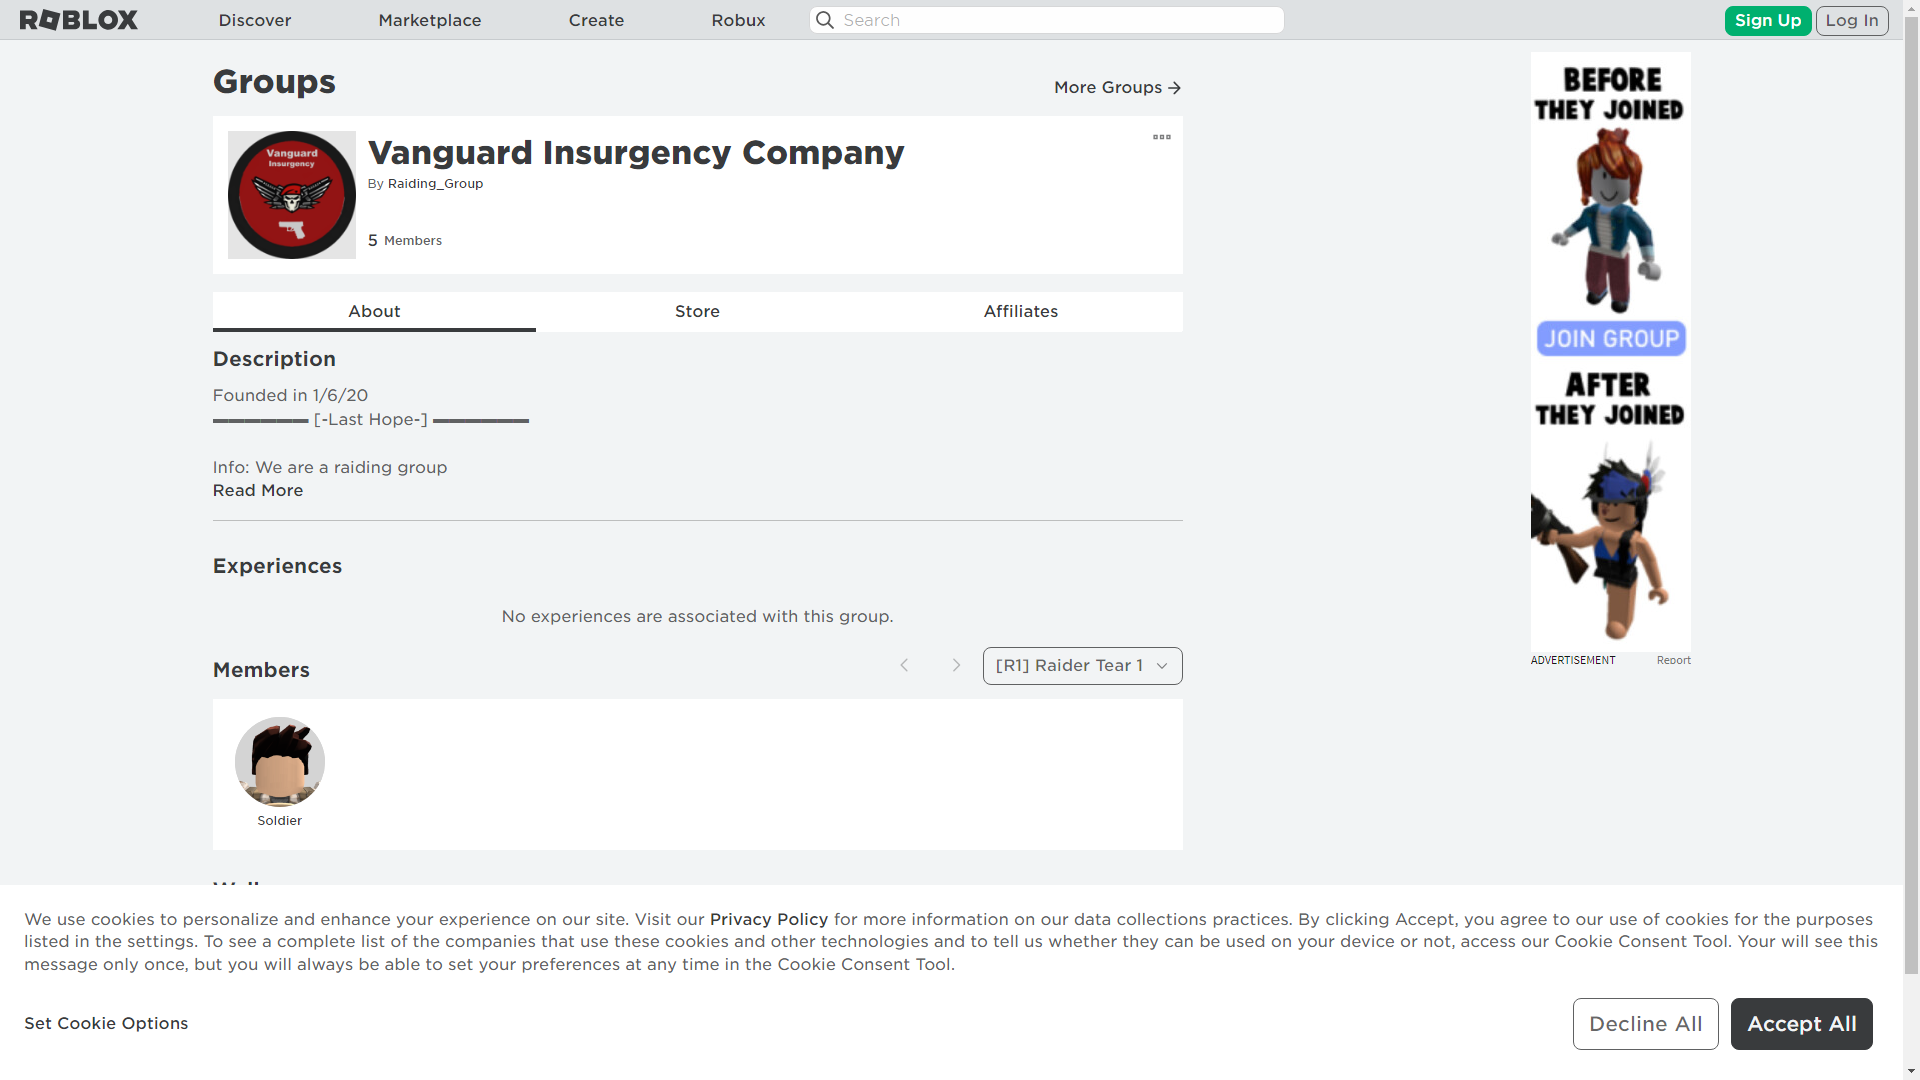 ROBLOX
Discover
Marketplace
Create
Robux
Search
Sign Up
Log In
Groups
More Groups
Vanguard
Insurgency
Vanguard Insurgency Company
By Raiding_Group
5 Members
About
Store
Affiliates
Description
Founded in 1/6/20
▬▬▬▬▬▬ [-Last Hope-] ▬▬▬▬▬▬
Info: We are a raiding group
Read More
Experiences
No experiences are associated with this group.
Members
[R1] Raider Tear 1
Soldier
BEFORE
THEY JOINED
JOIN GROUP
AFTER
THEY JOINED
ADVERTISEMENT
Report
We use cookies to personalize and enhance your experience on our site. Visit our Privacy Policy for more information on our data collections practices. By clicking Accept, you agree to our use of cookies for the purposes
listed in the settings. To see a complete list of the companies that use these cookies and other technologies and to tell us whether they can be used on your device or not, access our Cookie Consent Tool. Your will see this
message only once, but you will always be able to set your preferences at any time in the Cookie Consent Tool.
Set Cookie Options
Decline All
Accept All